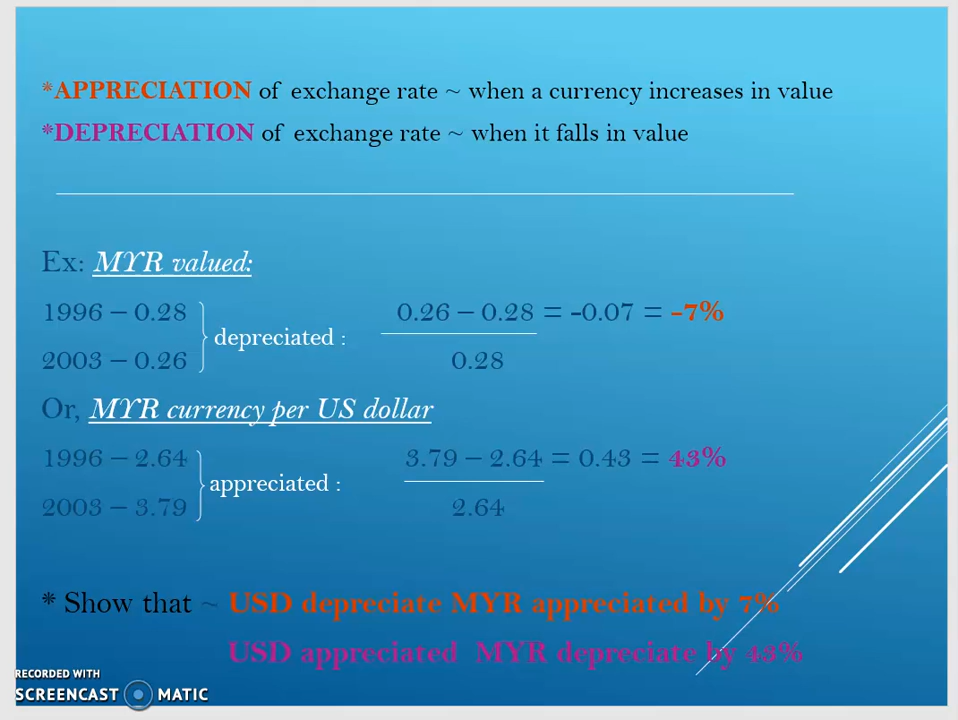 *APPRECIATION of exchange rate ~ when a currency increases in value
*DEPRECIATION of exchange rate ~ when it falls in value
Ex: MYR valued:
1996 – 0.28
2003 – 0.26
depreciated :
0.26 – 0.28 = -0.07 = -7%
0.28
Or, MYR currency per US dollar
1996 – 2.64
2003 – 3.79
appreciated :
3.79 – 2.64 = 0.43 = 43%
2.64
* Show that ~ USD depreciate MYR appreciated by 7%
USD appreciated MYR depreciate by 43%
RECORDED WITH
SCREENCAST MATIC